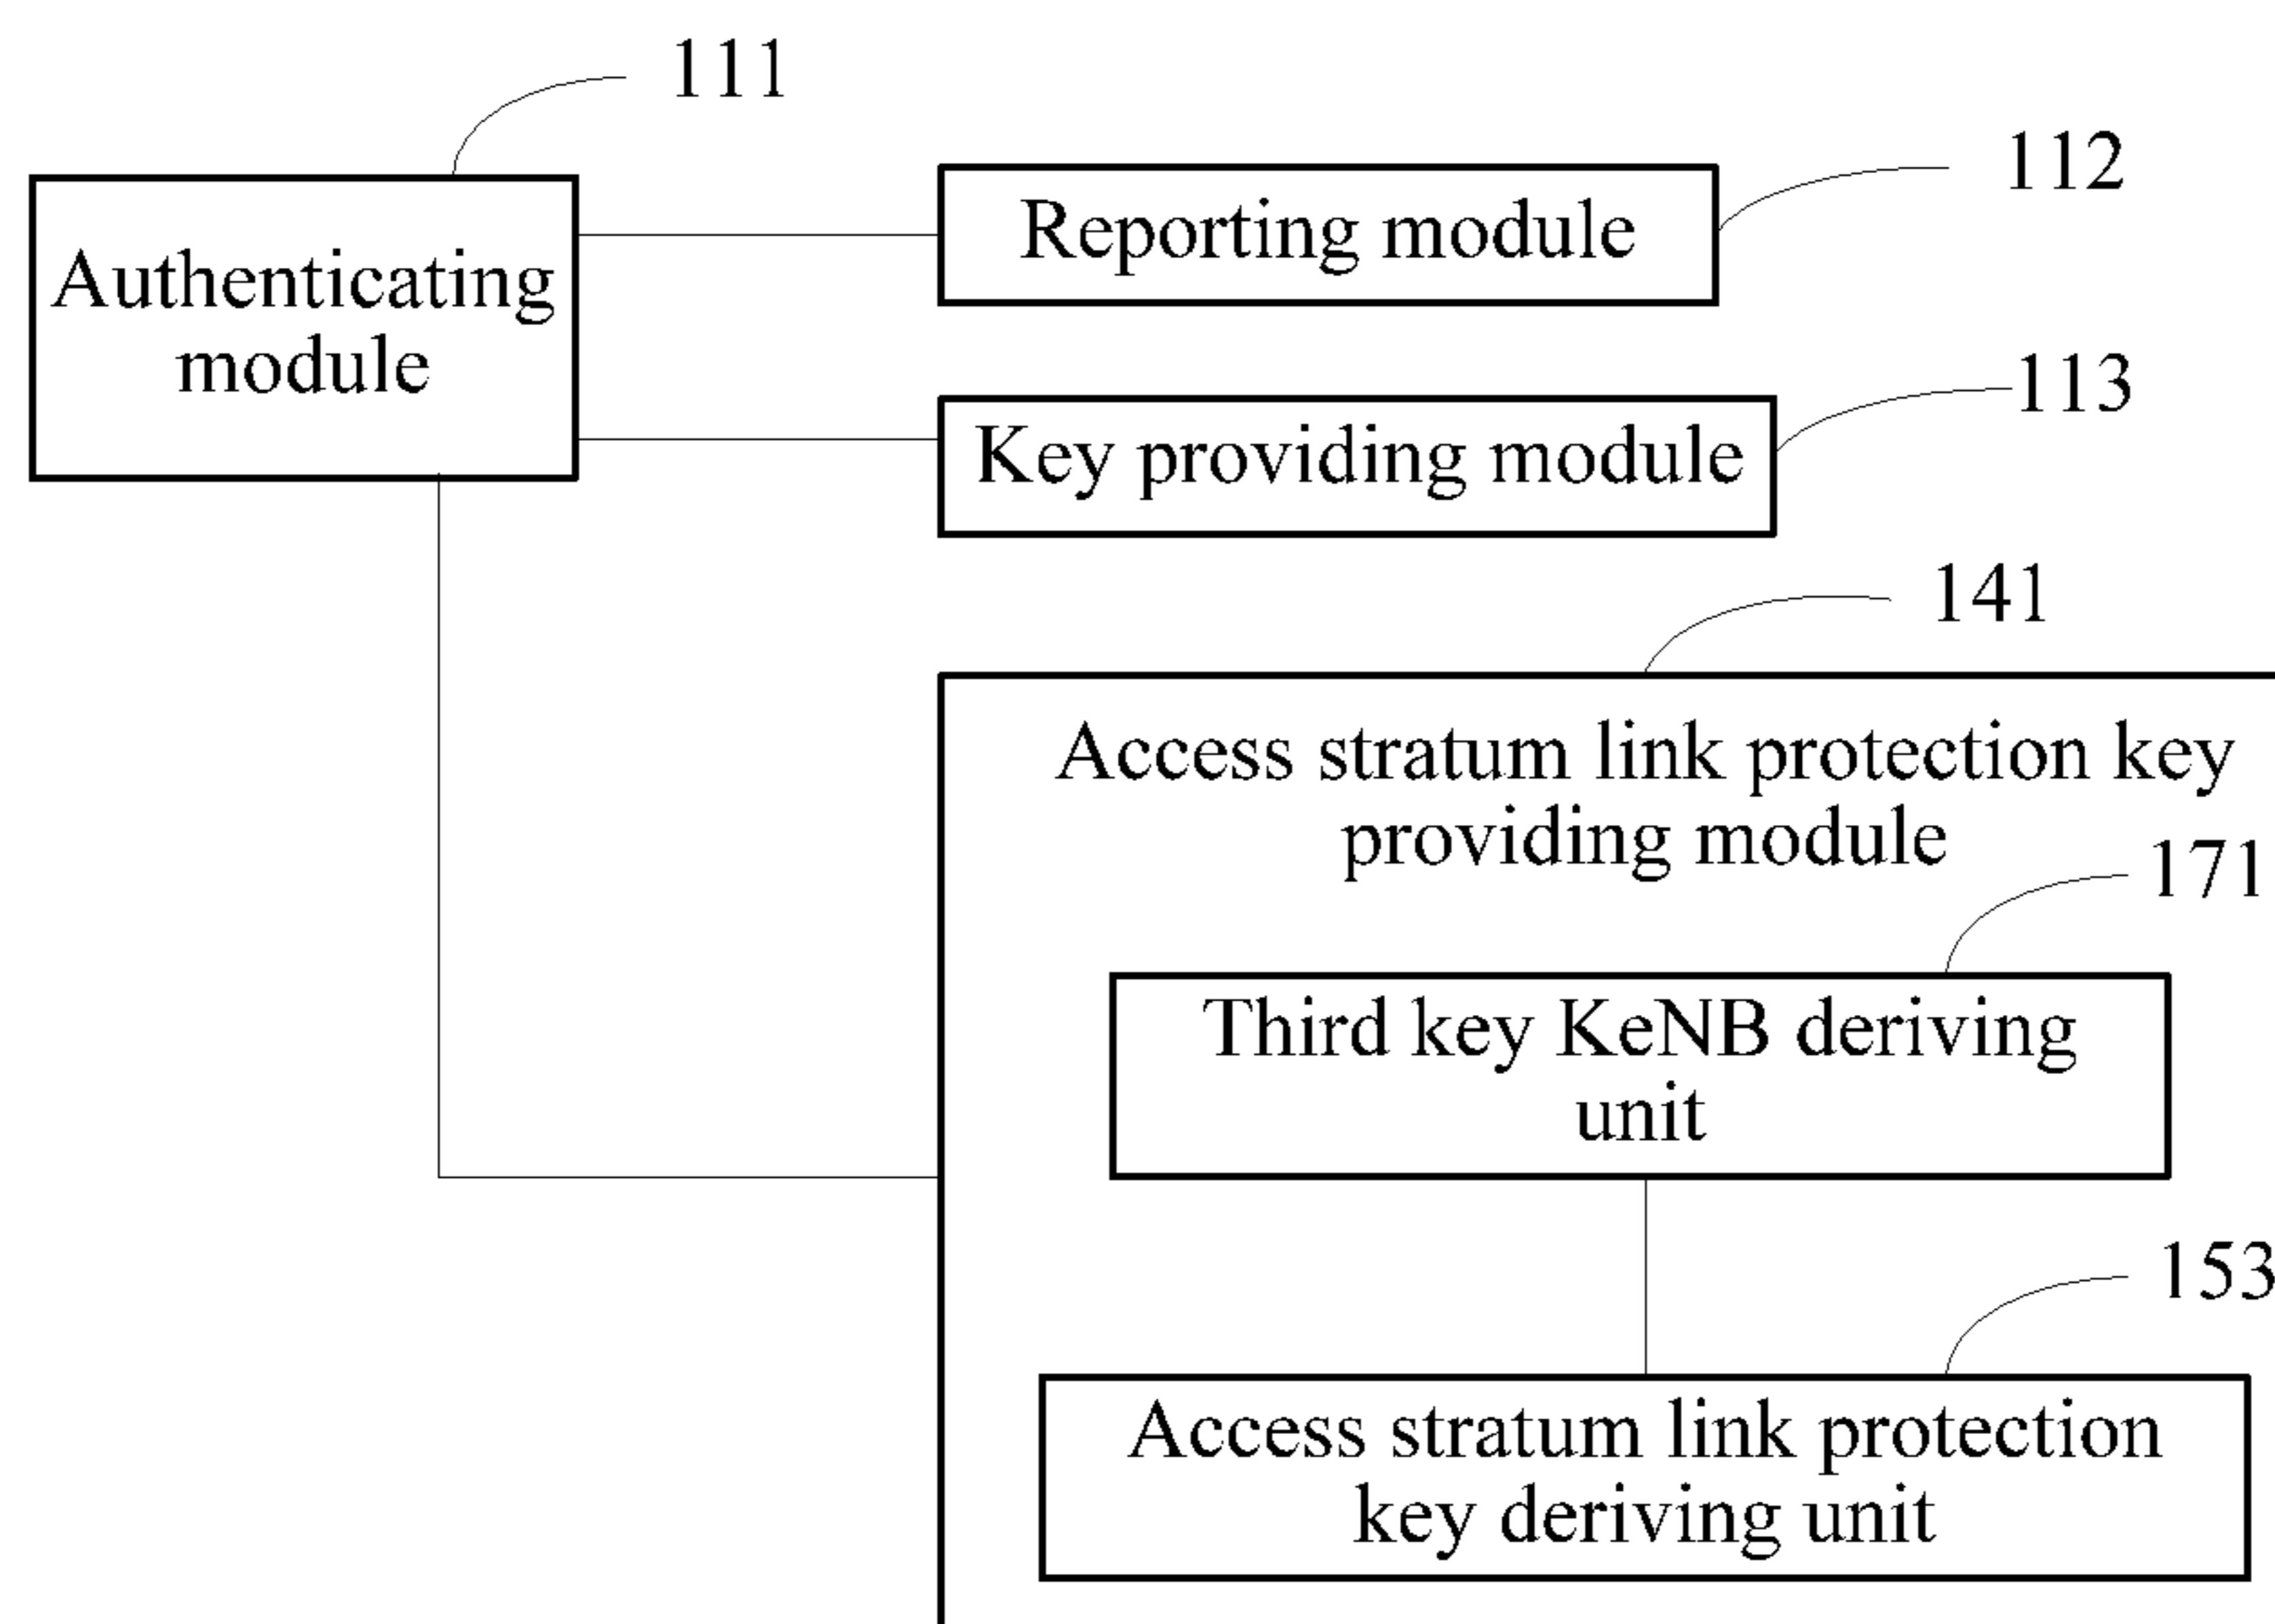 111
112
Reporting module
Authenticating
module
113
Key providing module
141
Access stratum link protection key
providing module
171
Third key KeNB deriving
unit
153
Access stratum link protection
key deriving unit